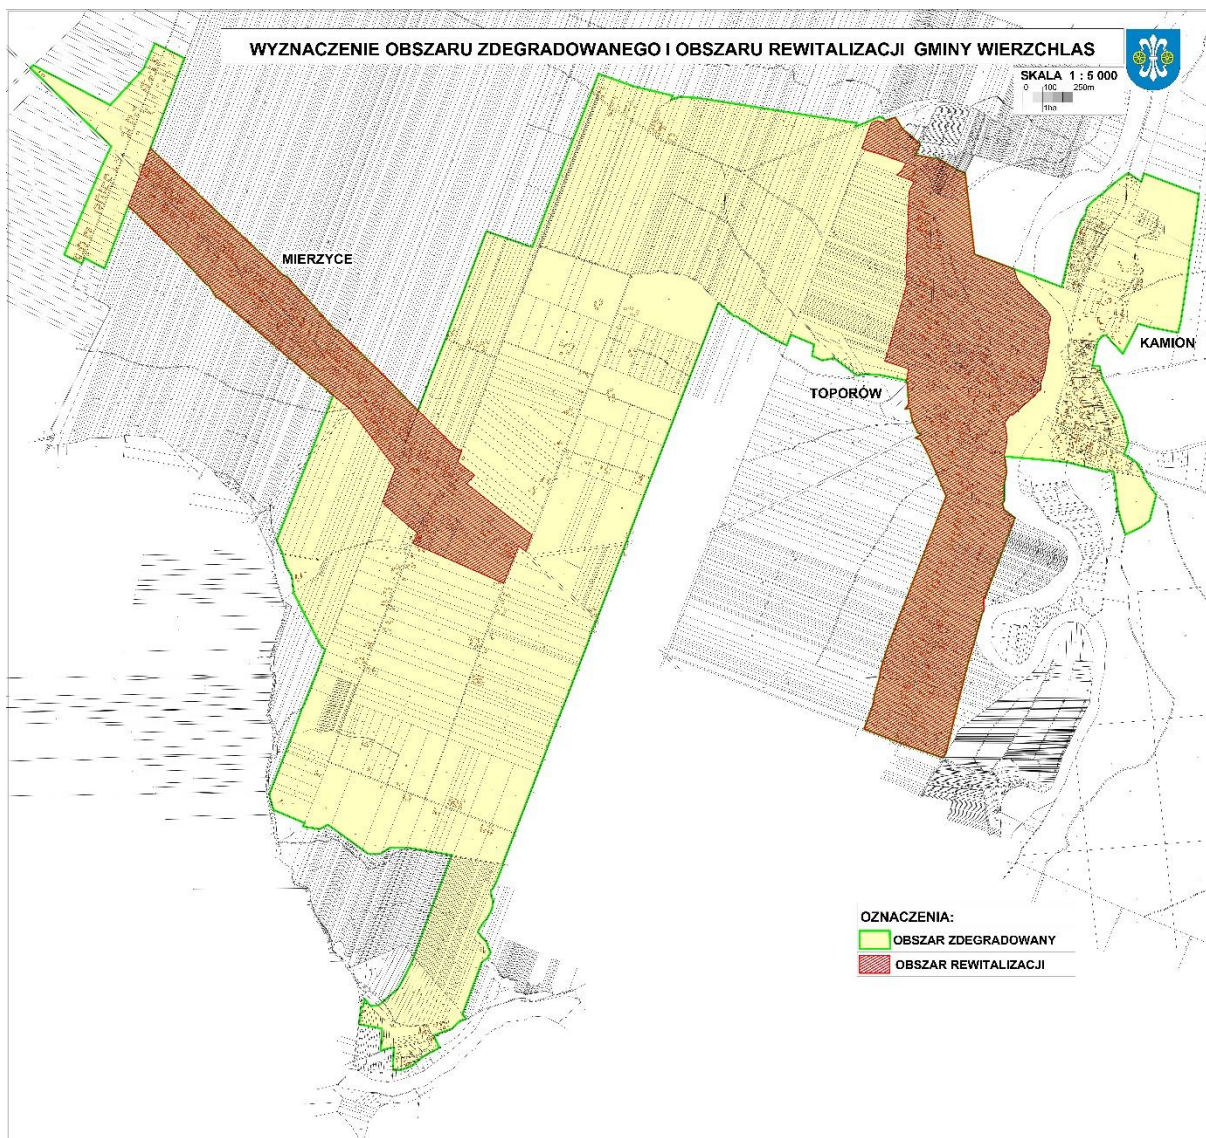 WYZNACZENIE OBSZARU ZDEGRADOWANEGO I OBSZARU REWITALIZACJI GMINY WIERZCHLAS
SKALA 1 : 5 000
0 100 250m
1ha
MIERZYCE
KAMION
TOPORÓW
OZNACZENIA:
OBSZAR ZDEGRADOWANY
OBSZAR REWITALIZACJI